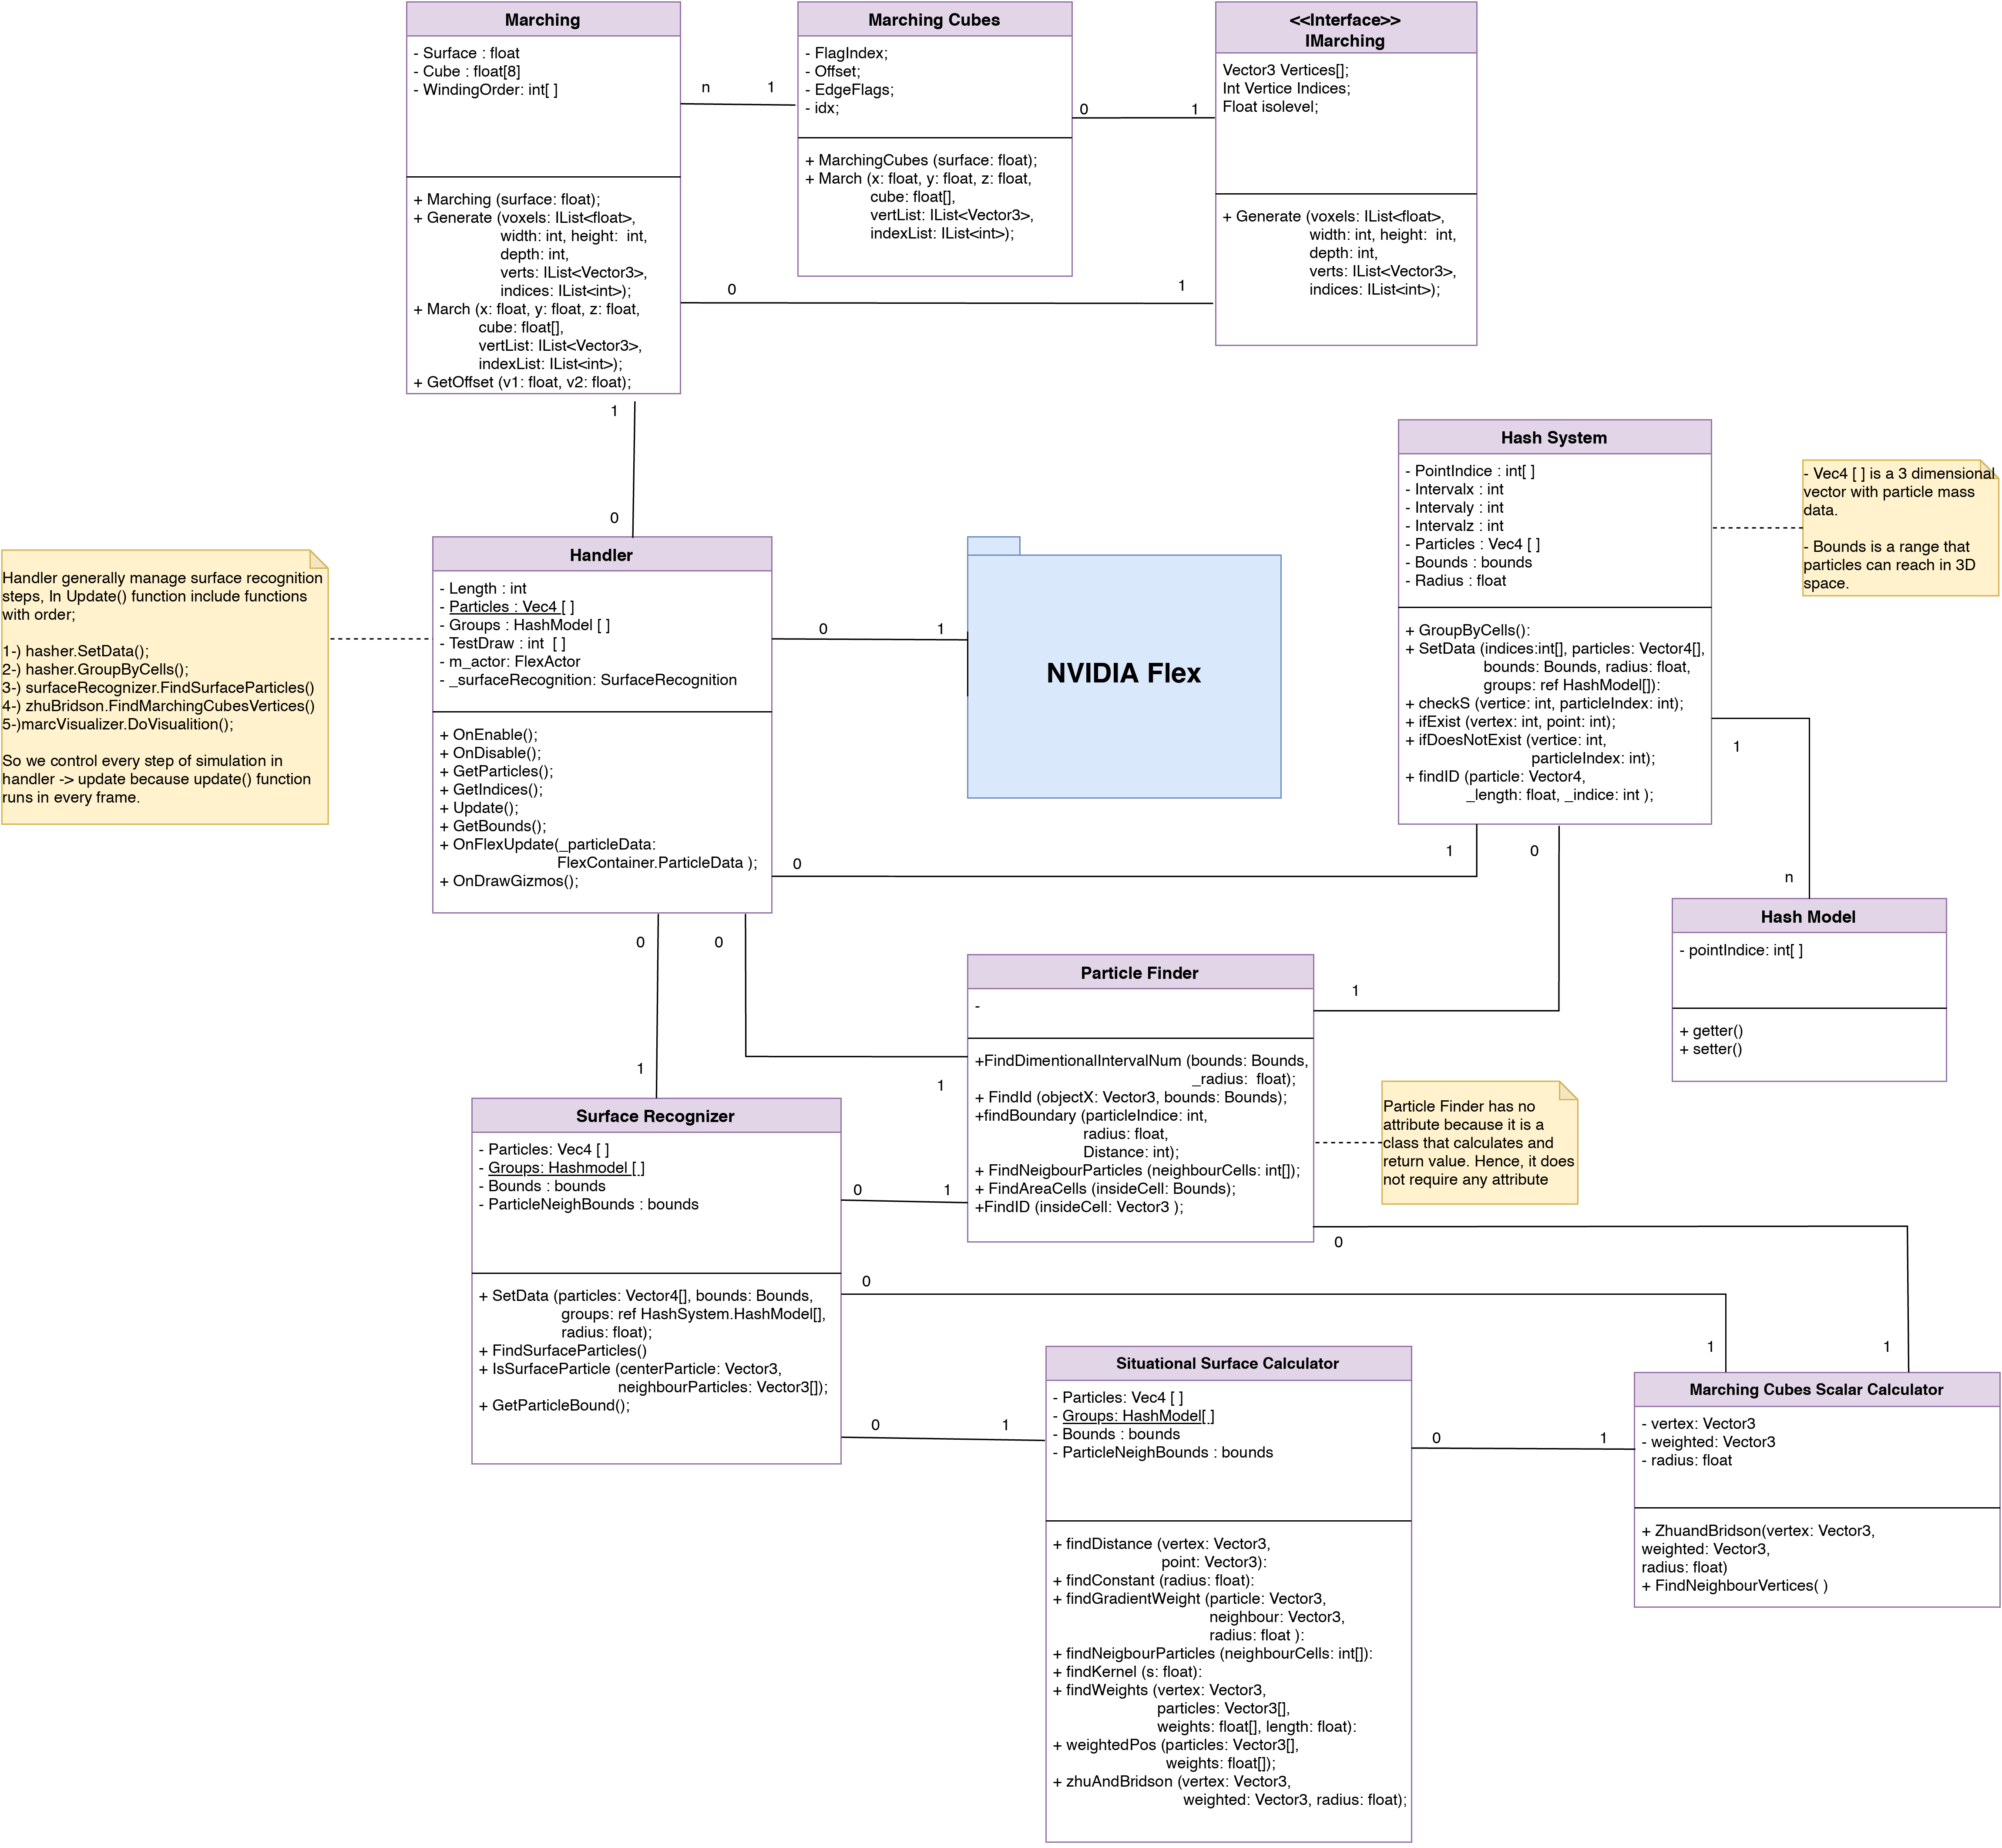 Marching
- Surface : float
- Cube : float[8]
- WindingOrder: int[ ]
+ Marching (surface: float);
+ Generate (voxels: IList<float>,
width: int, height:  int,
depth: int,
verts: IList<Vector3>,
indices: IList<int>);
+ March (x: float, y: float, z: float,
cube: float[],
vertList: IList<Vector3>,
indexList: IList<int>);
+ GetOffset (v1: float, v2: float);
n
1
Marching Cubes
- FlagIndex;
- Offset;
- EdgeFlags;
- idx;
+ MarchingCubes (surface: float);
+ March (x: float, y: float, z: float,
cube: float[],
vertList: IList<Vector3>,
indexList: IList<int>);
0
1
<<Interface>>
IMarching
Vector3 Vertices[];
Int Vertice Indices;
Float isolevel;
+ Generate (voxels: IList<float>,
width: int, height:  int,
depth: int,
verts: IList<Vector3>,
indices: IList<int>);
0
1
1
0
Handler generally manage surface recognition
steps, In Update() function include functions
with order;
1-) hasher.SetData();
2-) hasher.GroupByCells();
3-) surfaceRecognizer.FindSurfaceParticles()
4-) zhuBridson.FindMarchingCubesVertices()
5-)marcVisualizer.DoVisualition();
So we control every step of simulation in
handler -> update because update() function
runs in every frame.
Handler
- Length : int
- Particles : Vec4 [ ]
- Groups : HashModel [ ]
- TestDraw : int  [ ]
- m_actor: FlexActor
- _surfaceRecognition: SurfaceRecognition
+ OnEnable();
+ OnDisable();
+ GetParticles();
+ GetIndices();
+ Update();
+ GetBounds();
+ OnFlexUpdate(_particleData:
FlexContainer.ParticleData );
+ OnDrawGizmos();
0
1
NVIDIA Flex
Hash System
- PointIndice : int[ ]
- Intervalx : int
- Intervaly : int
- Intervalz : int
- Particles : Vec4 [ ]
- Bounds : bounds
- Radius : float
+ GroupByCells():
+ SetData (indices:int[], particles: Vector4[],
bounds: Bounds, radius: float,
groups: ref HashModel[]):
+ checkS (vertice: int, particleIndex: int);
+ ifExist (vertex: int, point: int);
+ ifDoesNotExist (vertice: int,
particleIndex: int);
+ findID (particle: Vector4,
_length: float, _indice: int );
- Vec4 [ ] is a 3 dimensional
vector with particle mass
data.
- Bounds is a range that
particles can reach in 3D
space.
1
n
Hash Model
- pointIndice: int[ ]
+ getter()
+ setter()
0
1
0
1
0
1
0
1
Particle Finder
-
+FindDimentionalIntervalNum (bounds: Bounds,
_radius:  float);
+ FindId (objectX: Vector3, bounds: Bounds);
+findBoundary (particleIndice: int,
radius: float,
Distance: int);
+ FindNeigbourParticles (neighbourCells: int[]);
+ FindAreaCells (insideCell: Bounds);
+FindID (insideCell: Vector3 );
Particle Finder has no
attribute because it is a
class that calculates and
return value. Hence, it does
not require any attribute
Surface Recognizer
- Particles: Vec4 [ ]
- Groups: Hashmodel [ ]
- Bounds : bounds
- ParticleNeighBounds : bounds
+ SetData (particles: Vector4[], bounds: Bounds,
groups: ref HashSystem.HashModel[],
radius: float);
+ FindSurfaceParticles()
+ IsSurfaceParticle (centerParticle: Vector3,
neighbourParticles: Vector3[]);
+ GetParticleBound();
0
1
0
1
0
1
0
1
Situational Surface Calculator
- Particles: Vec4 [ ]
- Groups: HashModel[ ]
- Bounds : bounds
- ParticleNeighBounds : bounds
+ findDistance (vertex: Vector3,
point: Vector3):
+ findConstant (radius: float):
+ findGradientWeight (particle: Vector3,
neighbour: Vector3,
radius: float ):
+ findNeigbourParticles (neighbourCells: int[]):
+ findKernel (s: float):
+ findWeights (vertex: Vector3,
particles: Vector3[],
weights: float[], length: float):
+ weightedPos (particles: Vector3[],
weights: float[]);
+ zhuAndBridson (vertex: Vector3,
weighted: Vector3, radius: float);
0
1
Marching Cubes Scalar Calculator
- vertex: Vector3
- weighted: Vector3
- radius: float
+ ZhuandBridson(vertex: Vector3,
weighted: Vector3,
radius: float)
+ FindNeighbourVertices( )